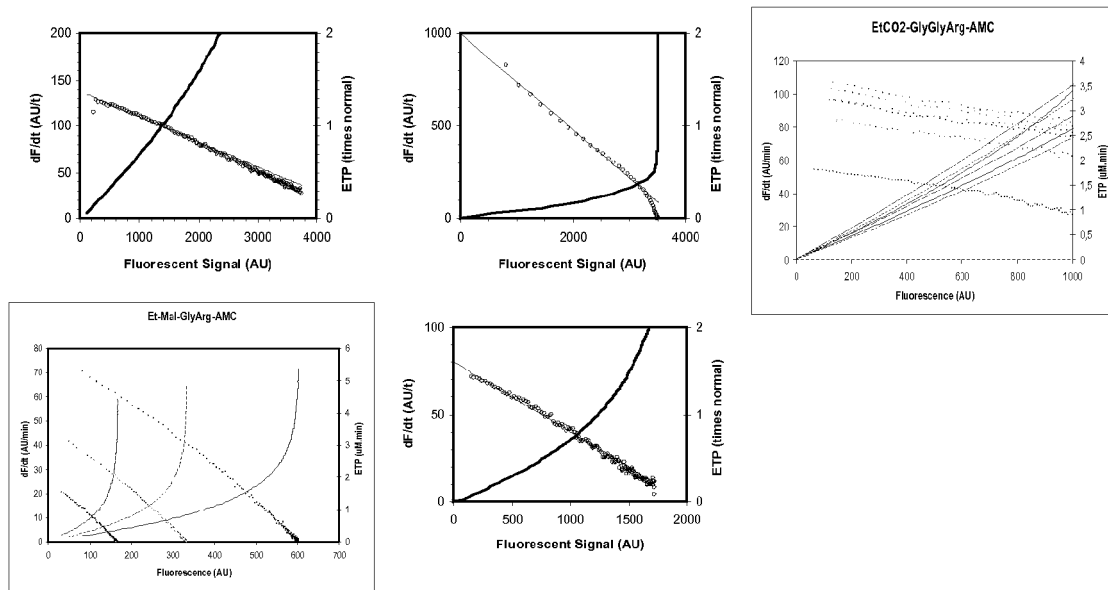 200
150
100
50
0
dF/dt (AU/t)
2
1
0
ETP (times normal)
0 1000 2000 3000 4000
Fluorescent Signal (AU)
1000
500
0
dF/dt (AU/t)
2
1
0
ETP (times normal)
0 2000 4000
Fluorescent Signal (AU)
EtCO2-GlyGlyArg-AMC
120
100
80
60
40
20
0
dF/dt (AU/min)
4
3,5
3
2,5
2
1,5
1
0,5
0
ETP (uM.min)
0 200 400 600 800 1000
Fluorescence (AU)
Et-Mal-GlyArg-AMC
80
70
60
50
40
30
20
10
0
dF/dt (AU/min)
6
5
4
3
2
1
0
ETP (uM.min)
0 100 200 300 400 500 600 700
Fluorescence (AU)
100
50
0
dF/dt (AU/t)
2
1
0
ETP (times normal)
0 500 1000 1500 2000
Fluorescent Signal (AU)